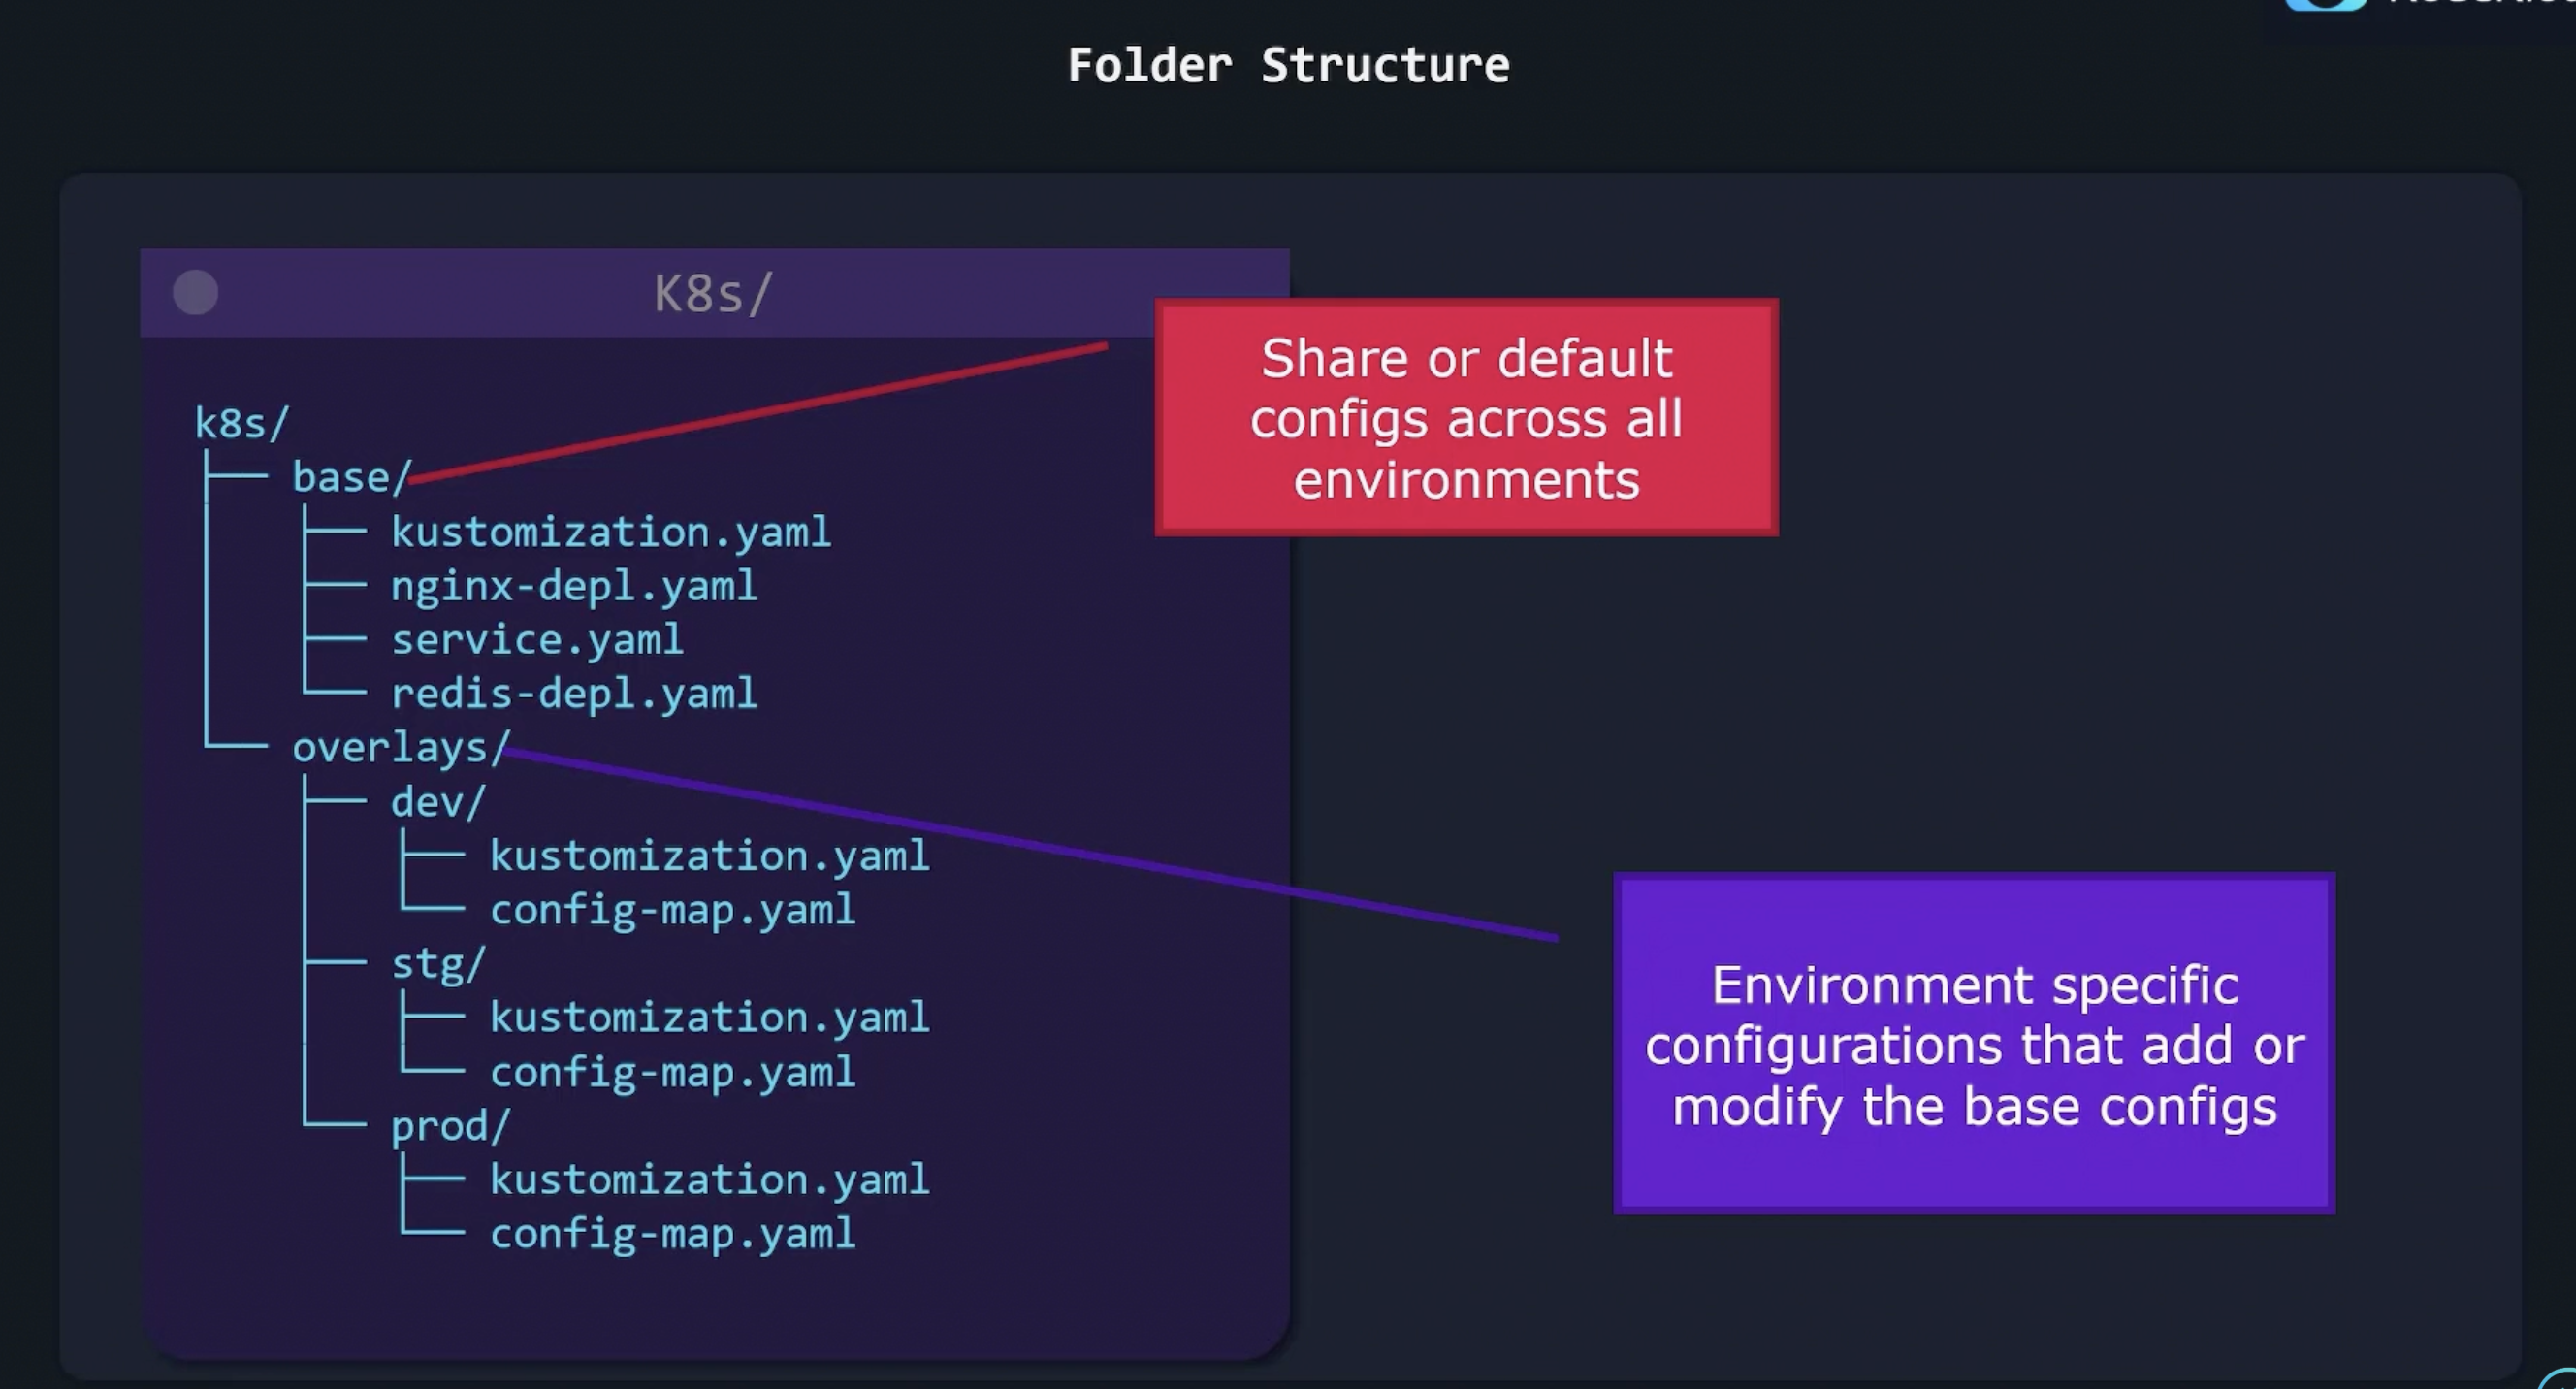 Folder Structure
K8s/
k8s/
base/
kustomization.yaml
nginx-depl.yaml
service.yaml
redis-depl.yaml
overlays/
dev/
kustomization.yaml
config-map.yaml
stg/
kustomization.yaml
config-map.yaml
prod/
kustomization.yaml
config-map.yaml
Share or default
configs across all
environments
Environment specific
configurations that add or
modify the base configs